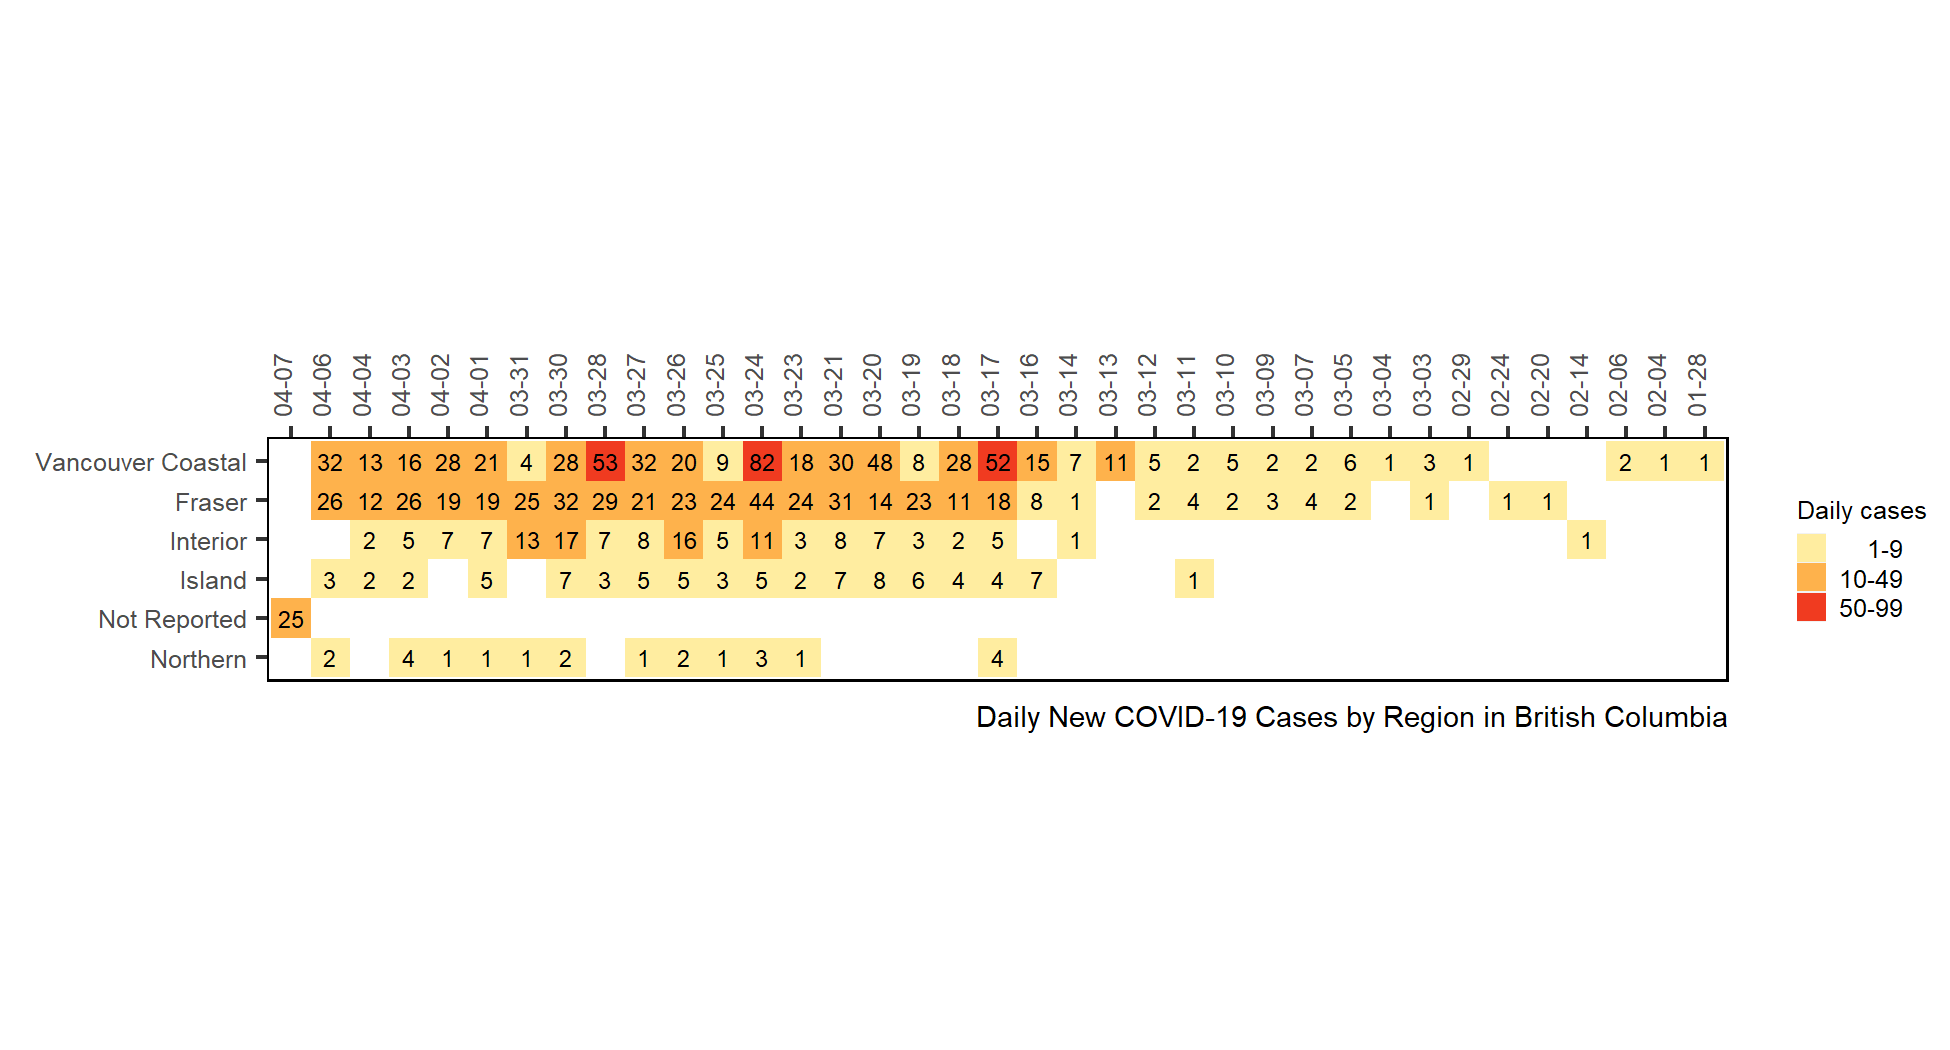 04-07 04-06 04-04 04-03 04-02 04-01 03-31 03-30 03-28 03-27 03-26 03-25 03-24 03-23 03-21 03-20 03-19 03-18 03-17 03-16 03-14 03-13 03-12 03-11 03-10 03-09 03-07 03-05 03-04 03-03 02-29 02-24 02-20 02-14 02-06 02-04 01-28
Vancouver Coastal 32 13 16 28 21 4 28 53 32 20 9 82 18 30 48 8 28 52 15 7 11 5 2 5 2 2 6 1 3 1 2 1 1
Fraser 26 12 26 19 19 25 32 29 21 23 24 44 24 31 14 23 11 18 8 1 2 4 2 3 4 2 1 1 1
Interior 2 5 7 7 13 17 7 8 16 5 11 3 8 7 3 2 5 1 1
Island 3 2 2 5 7 3 5 5 3 5 2 7 8 6 4 4 7 1
Not Reported 25
Northern 2 4 1 1 1 2 1 2 1 3 1 4
Daily cases
1-9
10-49
50-99
Daily New COVID-19 Cases by Region in British Columbia